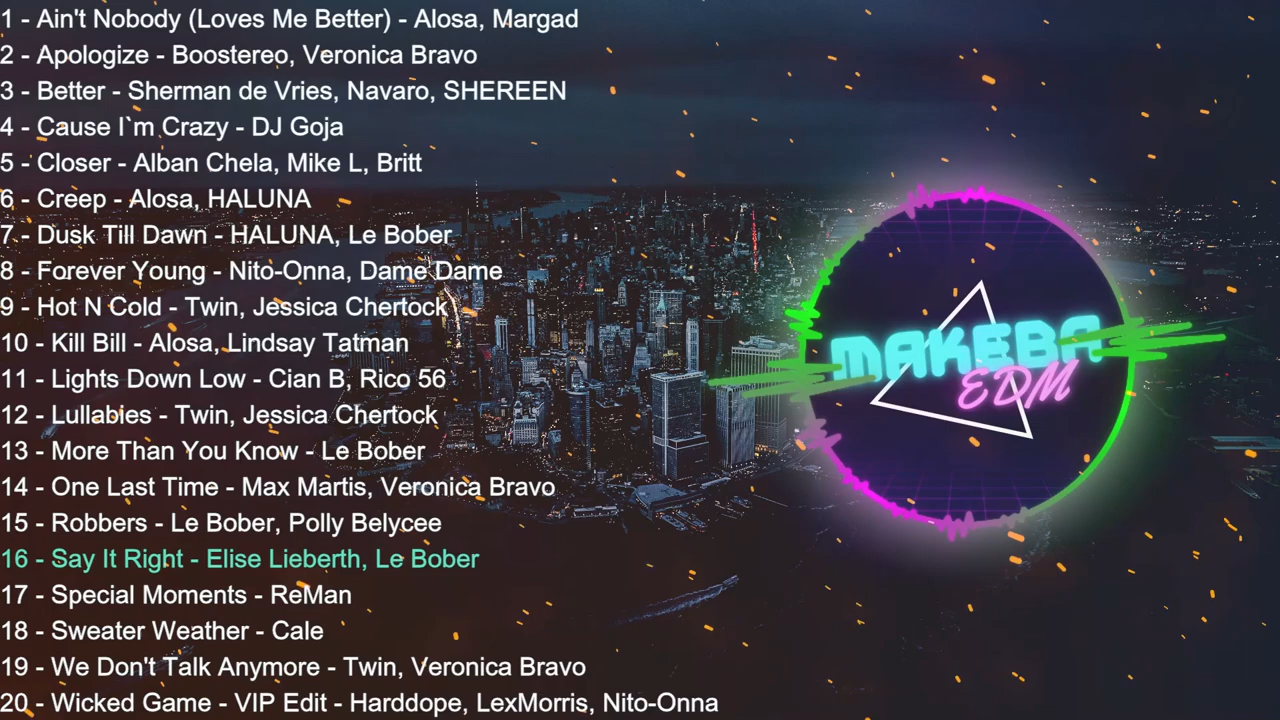 1 - Ain't Nobody (Loves Me Better) - Alosa, Margad
2 - Apologize - Boostereo, Veronica Bravo
3 - Better - Sherman de Vries, Navaro, SHEREEN
4 - Cause I`m Crazy - DJ Goja
5 - Closer - Alban Chela, Mike L, Britt
6 - Creep - Alosa, HALUNA
7 - Dusk Till Dawn - HALUNA, Le Bober
8 - Forever Young - Nito-Onna, Dame Dame
9 - Hot N Cold - Twin, Jessica Chertock
10 - Kill Bill - Alosa, Lindsay Tatman
11 - Lights Down Low - Cian B, Rico 56
12 - Lullabies - Twin, Jessica Chertock
13 - More Than You Know - Le Bober
14 - One Last Time - Max Martis, Veronica Bravo
15 - Robbers - Le Bober, Polly Belycee
16 - Say It Right - Elise Lieberth, Le Bober
17 - Special Moments - ReMan
18 - Sweater Weather - Cale
19 - We Don't Talk Anymore - Twin, Veronica Bravo
20 - Wicked Game - VIP Edit - Harddope, LexMorris, Nito-Onna
MAKEBA
EDM